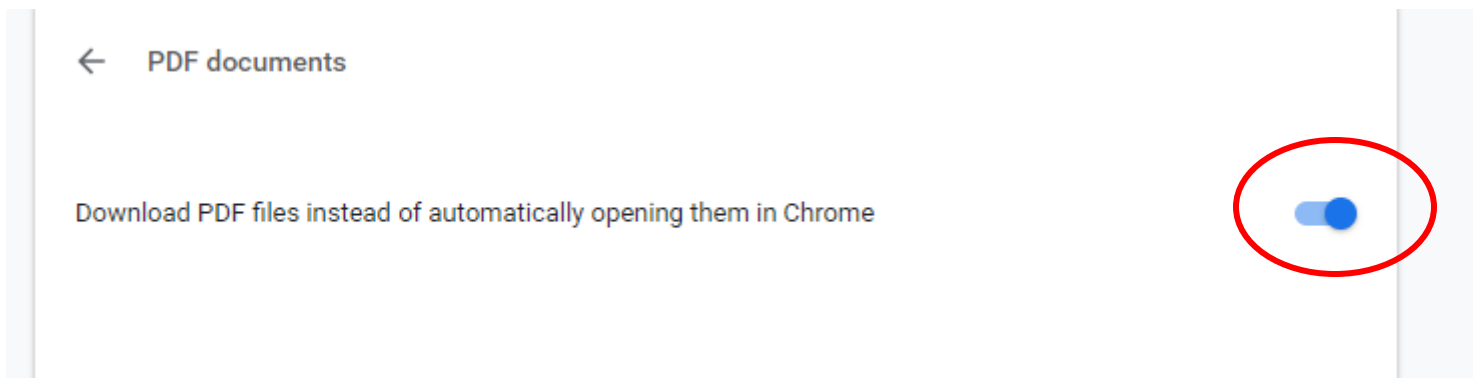 PDF documents
Download PDF files instead of automatically opening them in Chrome